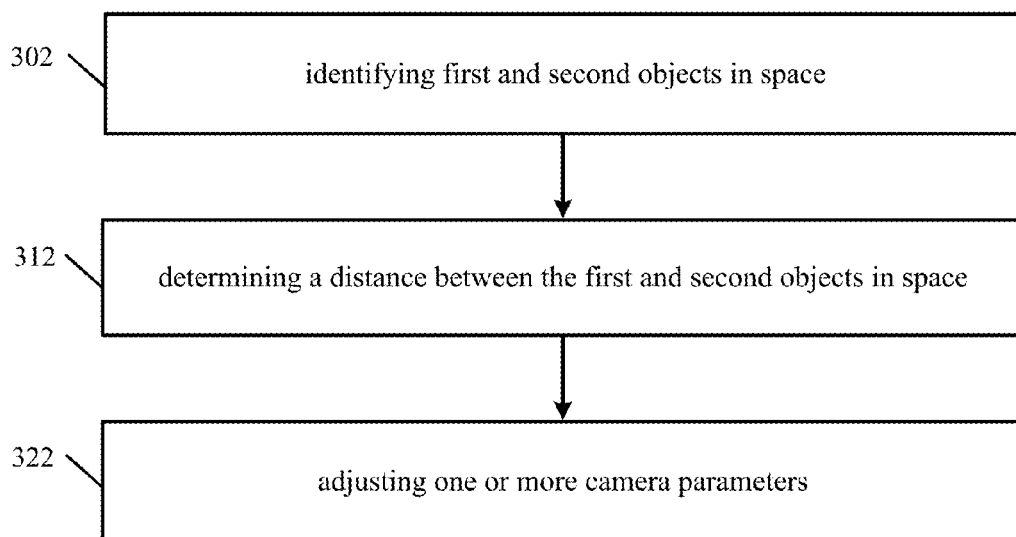 302
identifying first and second objects in space
312
determining a distance between the first and second objects in space
322
adjusting one or more camera parameters